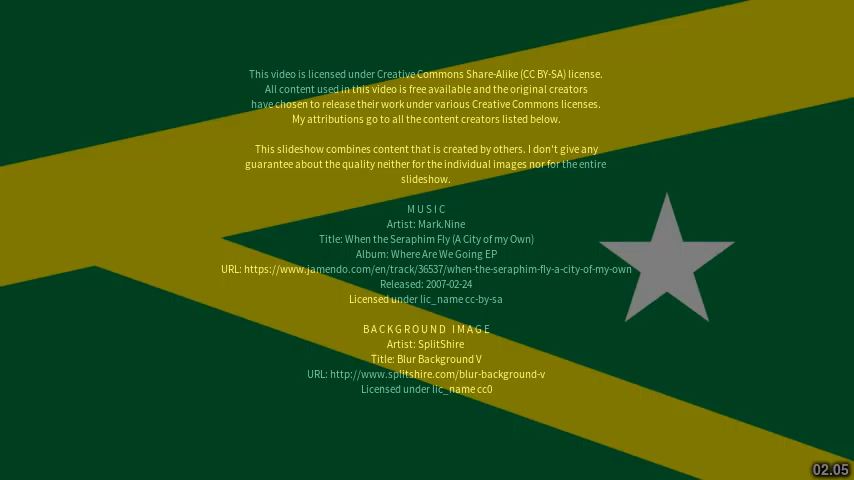 This video is licensed under Creative Commons Share-Alike (CC BY-SA) license.
All content used in this video is free available and the original creators
have chosen to release their work under various Creative Commons licenses.
My attributions go to all the content creators listed below.
This slideshow combines content that is created by others. I don't give any
guarantee about the quality neither for the individual images nor for the entire
slideshow.
MUSIC
Artist: Mark.Nine
Title: When the Seraphim Fly (A City of my Own)
Album: Where Are We Going EP
URL: https://www.jamendo.com/en/track/36537/when-the-seraphim-fly-a-city-of-my-own
Released: 2007-02-24
Licensed under lic_name cc-by-sa
BACKGROUND IMAGE
Artist: SplitShire
Title: Blur Background V
URL: http://www.splitshire.com/blur-background-v
Licensed under lic_name cc0
02.05